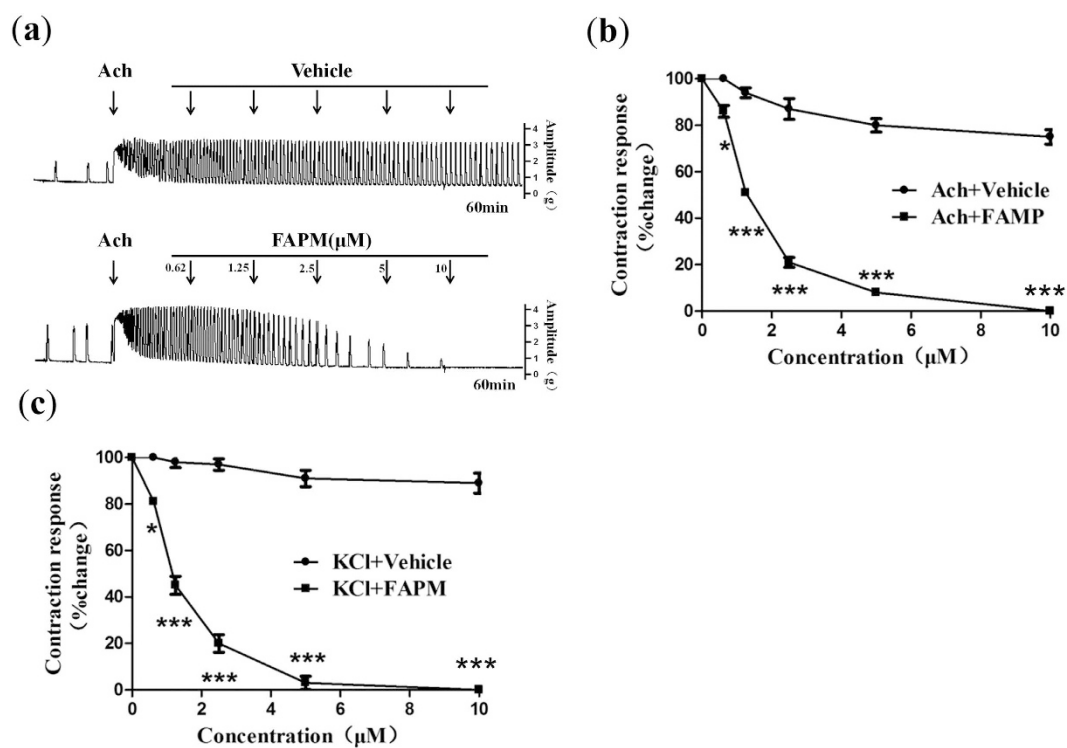 (a)
Ach
Vehicle
4
3
2
1
0
Amplitude (g)
60min
Ach
FAPM(μM)
0.62
1.25
2.5
5
10
4
3
2
1
0
Amplitude (g)
60min
(b)
Contraction response
(%change)
100
80
60
40
20
0
*
***
***
***
***
Ach+Vehicle
Ach+FAMP
0
2
4
6
8
10
Concentration (μM)
(c)
Contraction response
(%change)
100
80
60
40
20
0
*
***
***
***
***
KCl+Vehicle
KCl+FAPM
0
2
4
6
8
10
Concentration (μM)